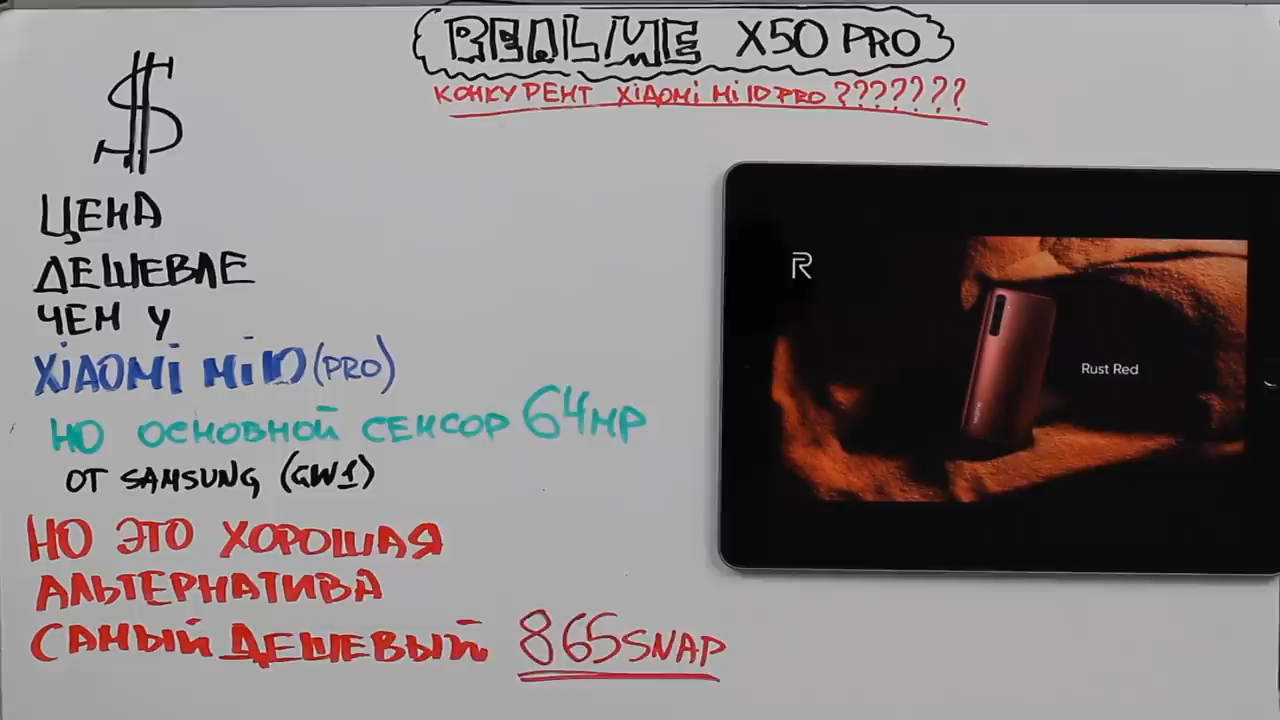 REALME X50 PRO
КОНКУРЕНТ XIAOMI Mi 10 PRO ???????
$
ЦЕНА
ДЕШЕВЛЕ
ЧЕМ У
XIAOMI Mi 10 (PRO)
НО ОСНОВНОЙ СЕНСОР 64MP
ОТ SAMSUNG (GW1)
НО ЭТО ХОРОШАЯ
АЛЬТЕРНАТИВА
САМЫЙ ДЕШЕВЫЙ 865 SNAP
R
Rust Red